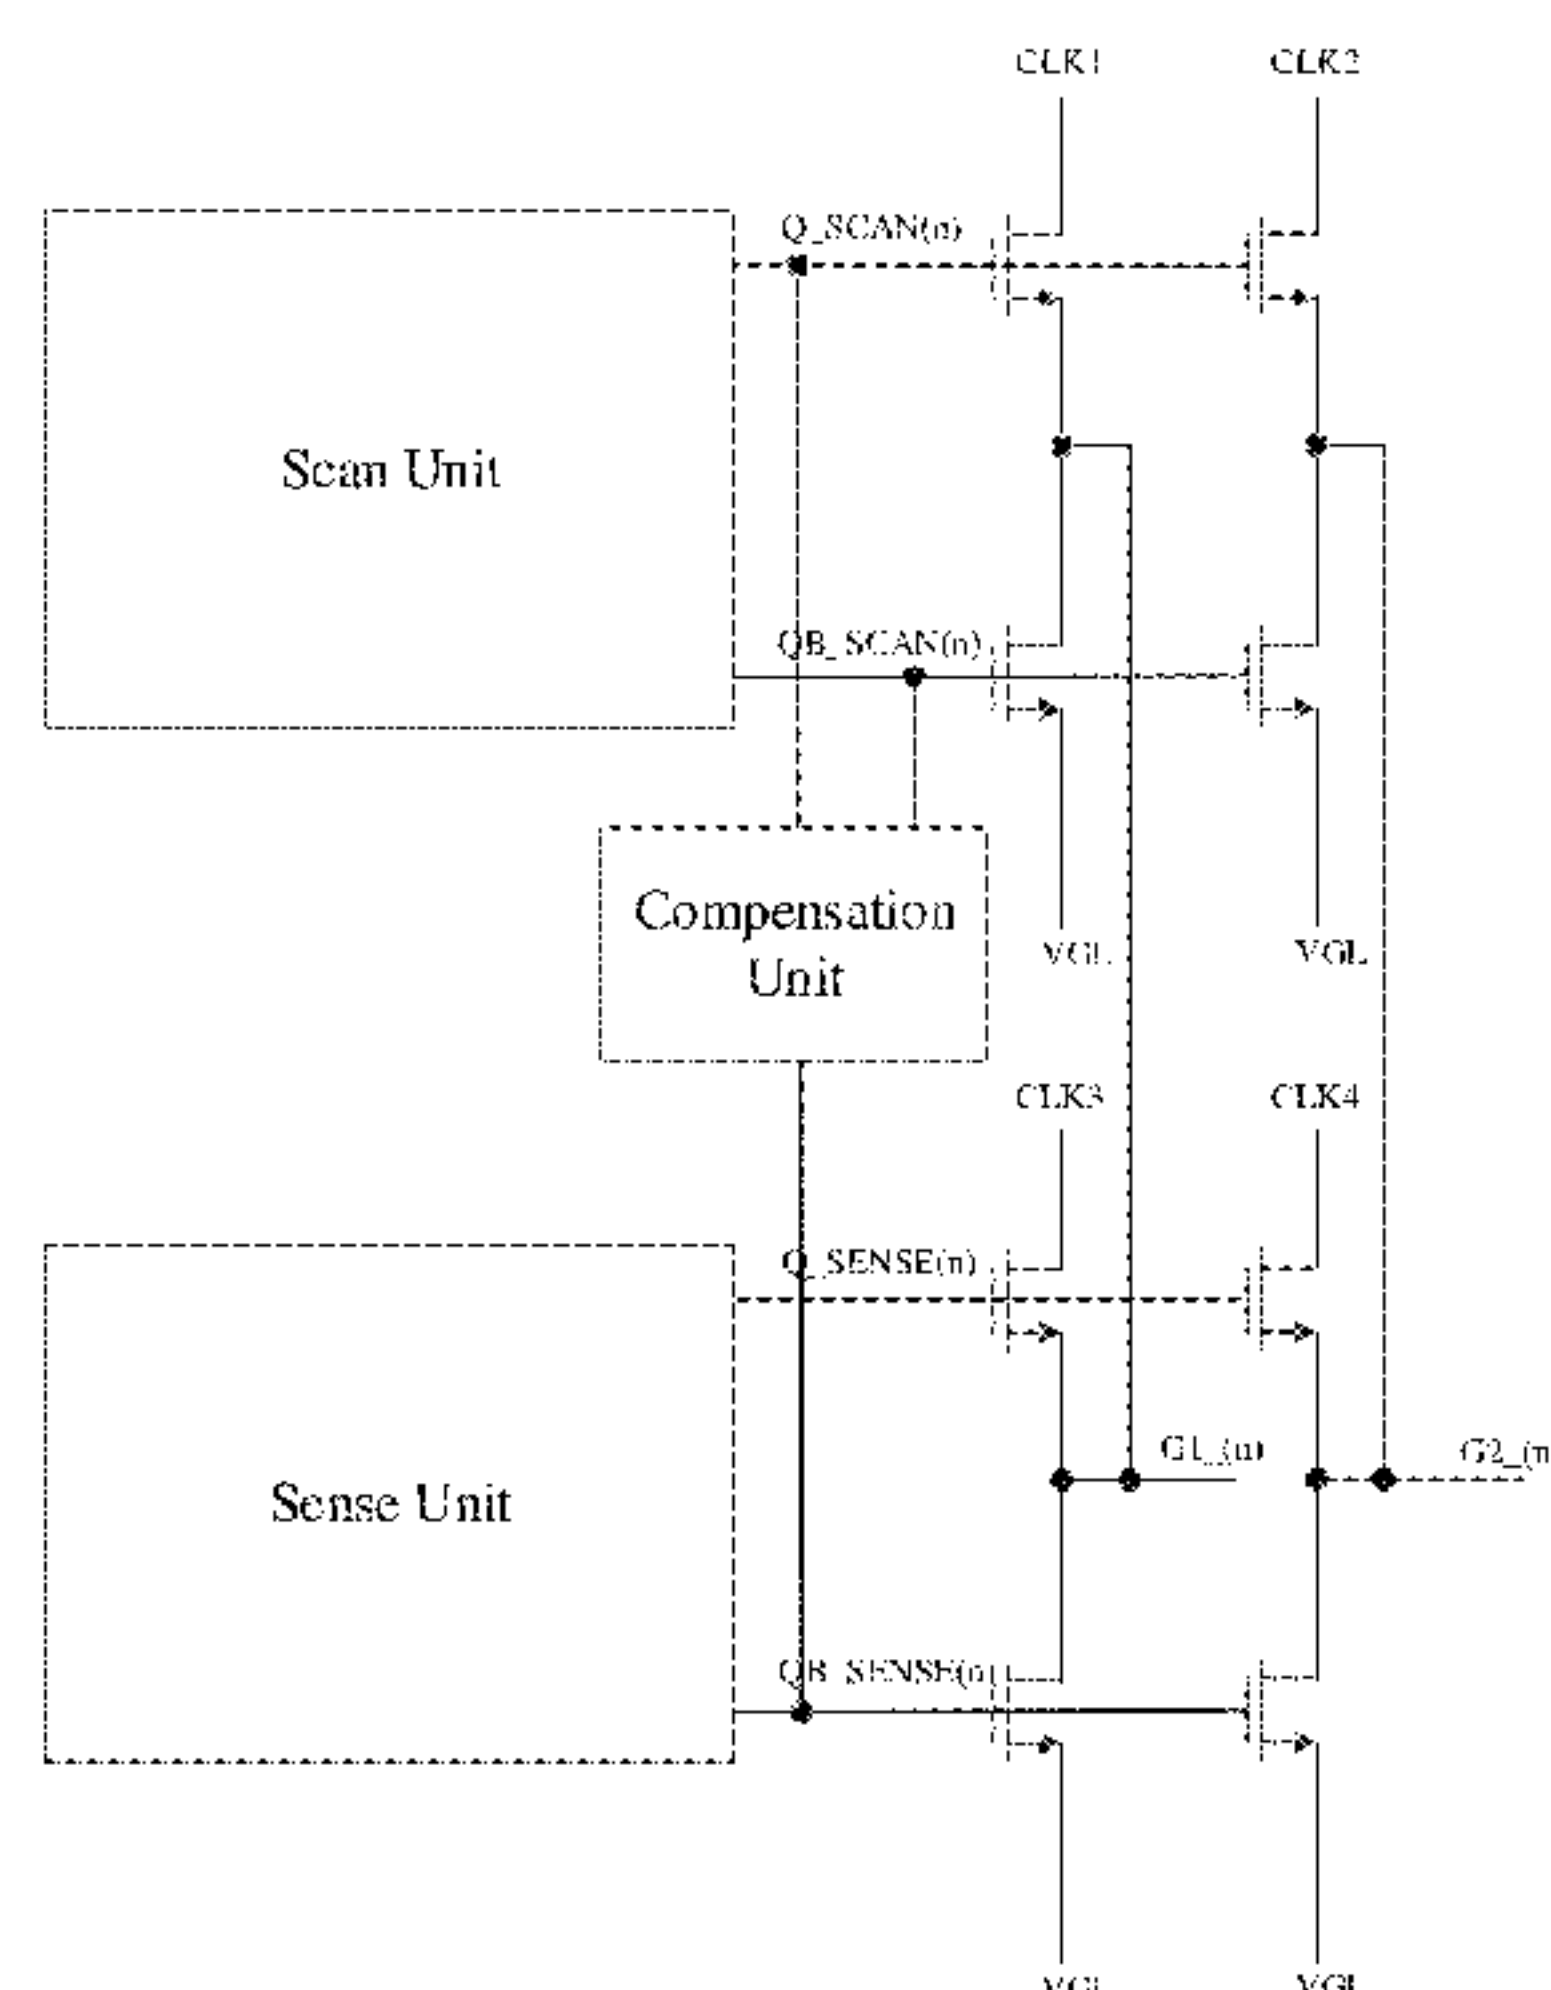 CLK1 CLK2
Q_SCAN(n)
Scan Unit
QB_SCAN(n)
Compensation
Unit
VGL VGL
CLK3 CLK4
Q_SENSE(n)
G1_(n) G2_(n
Sense Unit
QB_SENSE(n
VGL VGL